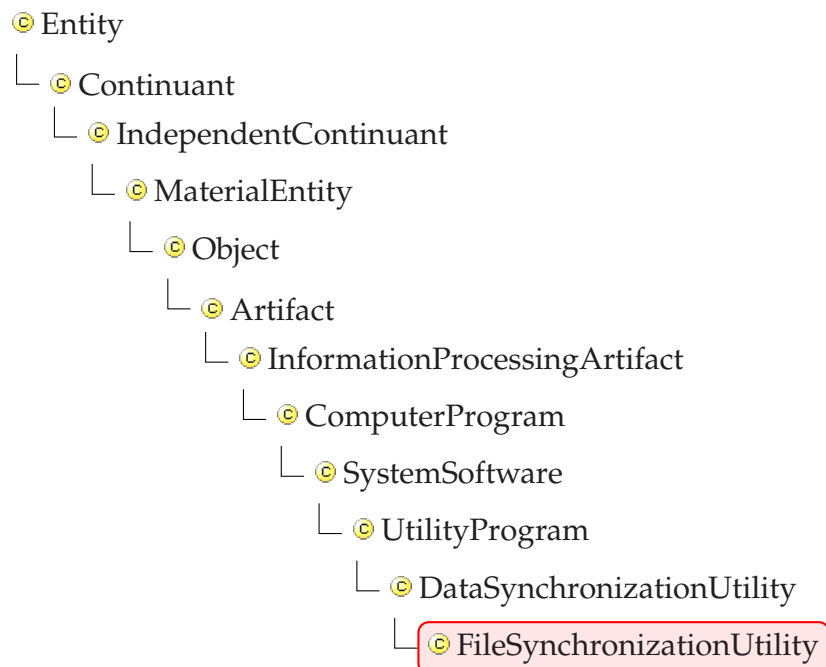 Entity
Continuant
IndependentContinuant
MaterialEntity
Object
Artifact
InformationProcessingArtifact
ComputerProgram
SystemSoftware
UtilityProgram
DataSynchronizationUtility
FileSynchronizationUtility